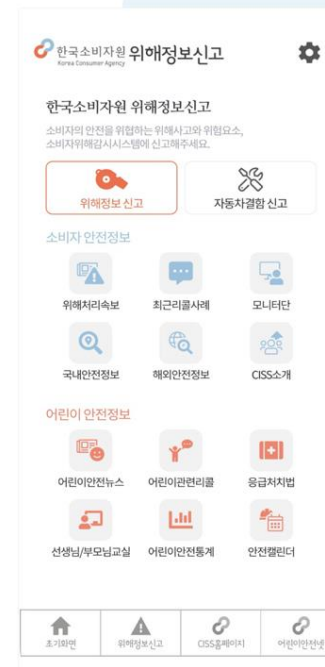 한국소비자원 위해정보신고
Korea Consumer Agency
한국소비자원 위해정보신고
소비자의 안전을 위협하는 위해사고와 위험요소,
소비자위해감시시스템에 신고해주세요.
위해정보 신고 자동차결함 신고
소비자 안전정보
위해처리속보 최근리콜사례 모니터단
국내안전정보 해외안전정보 CISS소개
어린이 안전정보
어린이안전뉴스 어린이관련리콜 응급처치법
선생님/부모님교실 어린이안전통계 안전캘린더
초기화면 위해정보신고 CISS홈페이지 어린이안전넷